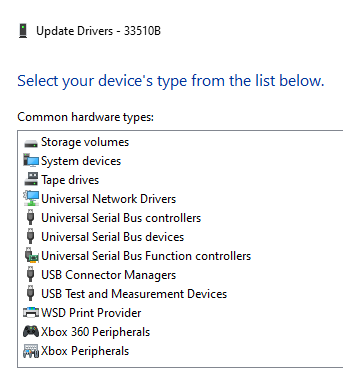 Update Drivers - 33510B
Select your device's type from the list below.
Common hardware types:
Storage volumes
System devices
Tape drives
Universal Network Drivers
Universal Serial Bus controllers
Universal Serial Bus devices
Universal Serial Bus Function controllers
USB Connector Managers
USB Test and Measurement Devices
WSD Print Provider
Xbox 360 Peripherals
Xbox Peripherals